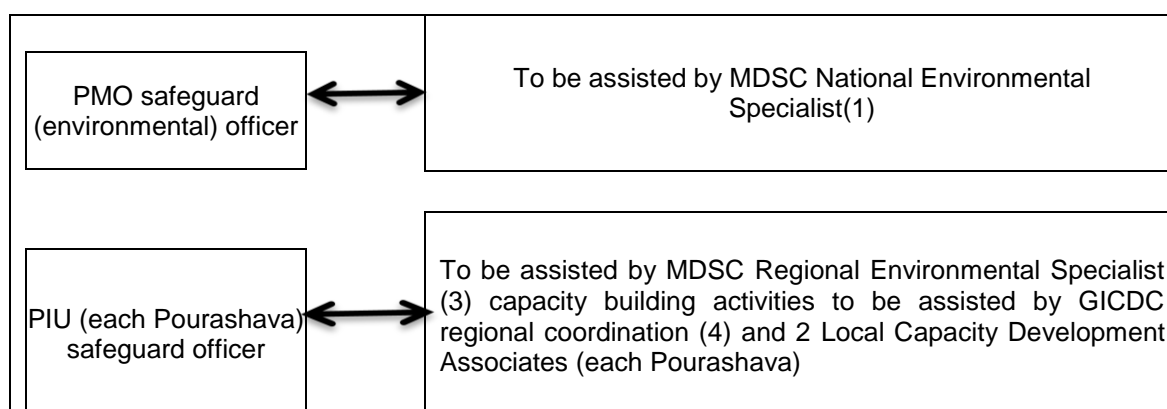 PMO safeguard
(environmental) officer
To be assisted by MDSC National Environmental
Specialist(1)
PIU (each Pourashava)
safeguard officer
To be assisted by MDSC Regional Environmental Specialist
(3) capacity building activities to be assisted by GICDC
regional coordination (4) and 2 Local Capacity Development
Associates (each Pourashava)